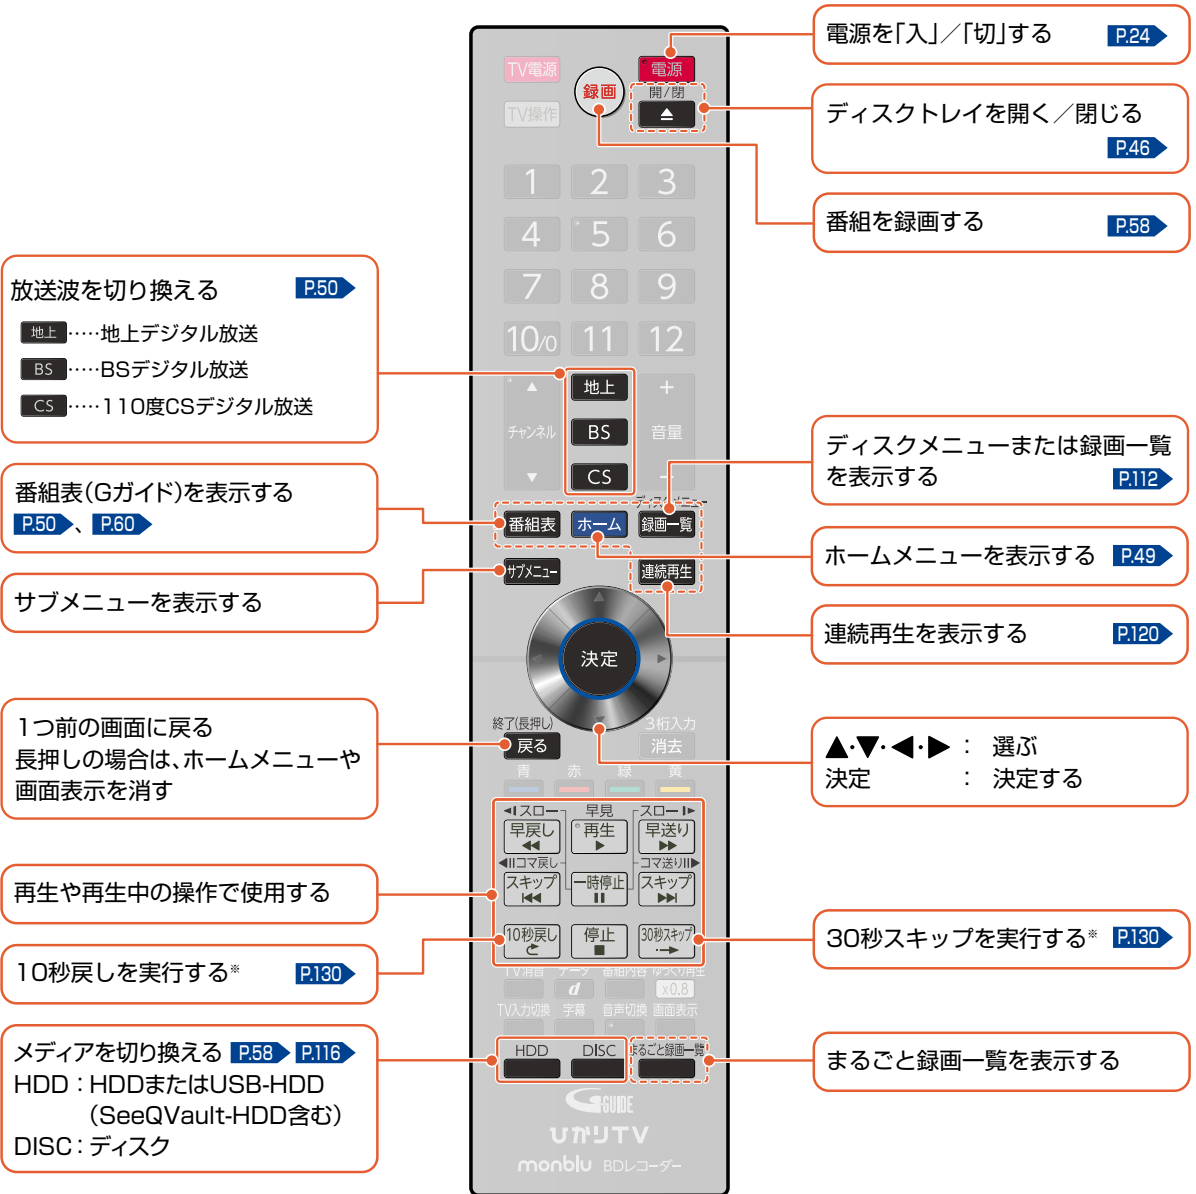 電源を「入」／「切」する P.24
ディスクトレイを開く／閉じる
P.46
番組を録画する P.58
放送波を切り換える P.50
地上 ・・・・・地上デジタル放送
BS ・・・・・BSデジタル放送
CS ・・・・・110度CSデジタル放送
番組表（Gガイド）を表示する
P.50、P.60
サブメニューを表示する
1つ前の画面に戻る
長押しの場合は、ホームメニューや
画面表示を消す
再生や再生中の操作で使用する
10秒戻しを実行する※ P.130
メディアを切り換える P.58 P.116
HDD：HDDまたはUSB-HDD
（SeeQVault-HDD含む）
DISC：ディスク
TV電源 録画 電源
開/閉
TV操作 ⏏
1 2 3
4 5 6
7 8 9
10/0 11 12
▲ 地上 ＋
チャンネル BS 音量
▼ CS －
ディスクメニュー
番組表 ホーム 録画一覧
サブメニュー 連続再生
決定
終了(長押し) 3桁入力
戻る 消去
青 赤 緑 黄
スロー 早見 スロー
早戻し 再生 早送り
コマ戻し コマ送り
スキップ 一時停止 スキップ
10秒戻し 停止 30秒スキップ
TV消音 データ 番組内容 ゆっくり再生
d x0.8
TV入力切換 字幕 音声切換 画面表示
HDD DISC まるごと録画一覧
G GUIDE
ひかりTV
monblu BDレコーダー
ディスクメニューまたは録画一覧
を表示する P.112
ホームメニューを表示する P.49
連続再生を表示する P.120
▲・▼・◀・▶ ： 選ぶ
決定 ： 決定する
30秒スキップを実行する※ P.130
まるごと録画一覧を表示する